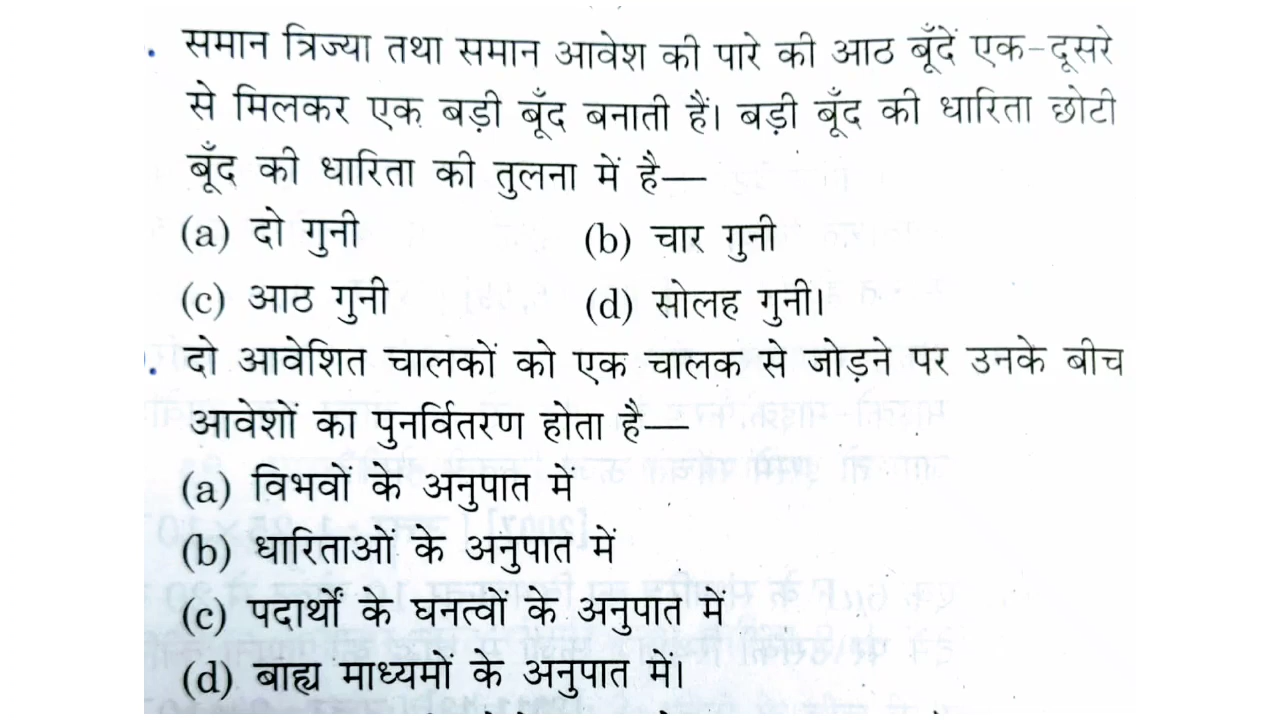 . समान त्रिज्या तथा समान आवेश की पारे की आठ बूँदें एक-दूसरे
से मिलकर एक बड़ी बूँद बनाती हैं। बड़ी बूँद की धारिता छोटी
बूँद की धारिता की तुलना में है—
(a) दो गुनी (b) चार गुनी
(c) आठ गुनी (d) सोलह गुनी।
. दो आवेशित चालकों को एक चालक से जोड़ने पर उनके बीच
आवेशों का पुनर्वितरण होता है—
(a) विभवों के अनुपात में
(b) धारिताओं के अनुपात में
(c) पदार्थों के घनत्वों के अनुपात में
(d) बाह्य माध्यमों के अनुपात में।